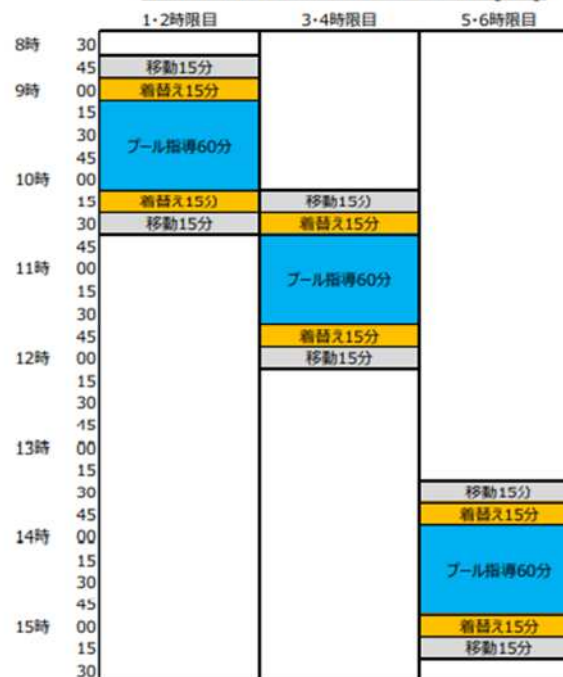 1・2時限目 3・4時限目 5・6時限目
8時 30
45 移動15分
9時 00 着替え15分
15
30 プール指導60分
45
10時 00
15 着替え15分 移動15分
30 移動15分 着替え15分
45
11時 00 プール指導60分
15
30
45 着替え15分
12時 00 移動15分
15
30
45
13時 00
15
30 移動15分
45 着替え15分
14時 00
15 プール指導60分
30
45
15時 00 着替え15分
15 移動15分
30